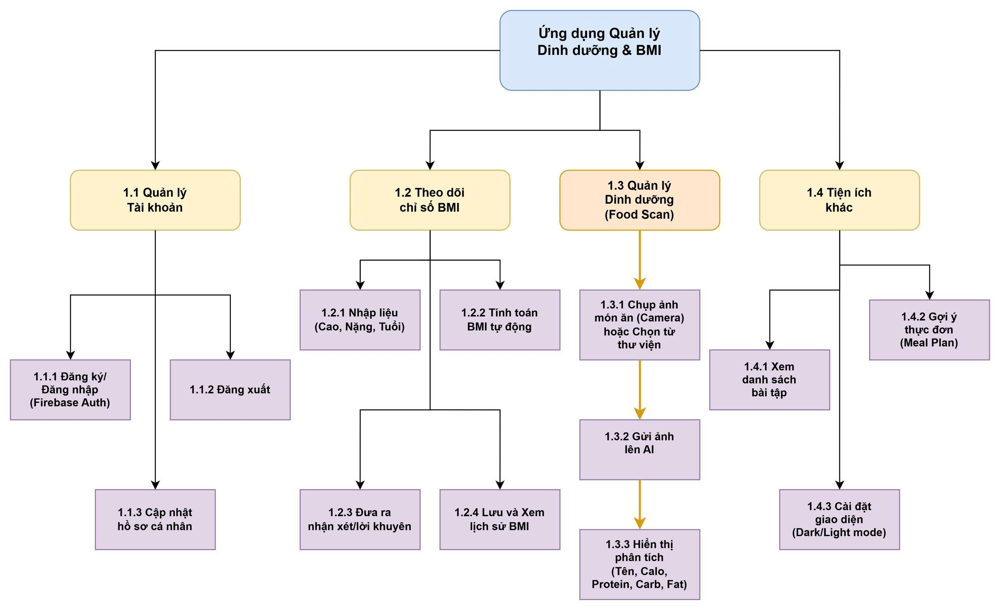 Ứng dụng Quản lý
Dinh dưỡng & BMI
1.1 Quản lý
Tài khoản
1.2 Theo dõi
chỉ số BMI
1.3 Quản lý
Dinh dưỡng
(Food Scan)
1.4 Tiện ích
khác
1.2.1 Nhập liệu
(Cao, Nặng, Tuổi)
1.2.2 Tính toán
BMI tự động
1.3.1 Chụp ảnh
món ăn (Camera)
hoặc Chọn từ
thư viện
1.4.2 Gợi ý
thực đơn
(Meal Plan)
1.1.1 Đăng ký/
Đăng nhập
(Firebase Auth)
1.1.2 Đăng xuất
1.4.1 Xem
danh sách
bài tập
1.3.2 Gửi ảnh
lên AI
1.1.3 Cập nhật
hồ sơ cá nhân
1.2.3 Đưa ra
nhận xét/lời khuyên
1.2.4 Lưu và Xem
lịch sử BMI
1.4.3 Cài đặt
giao diện
(Dark/Light mode)
1.3.3 Hiển thị
phân tích
(Tên, Calo,
Protein, Carb, Fat)